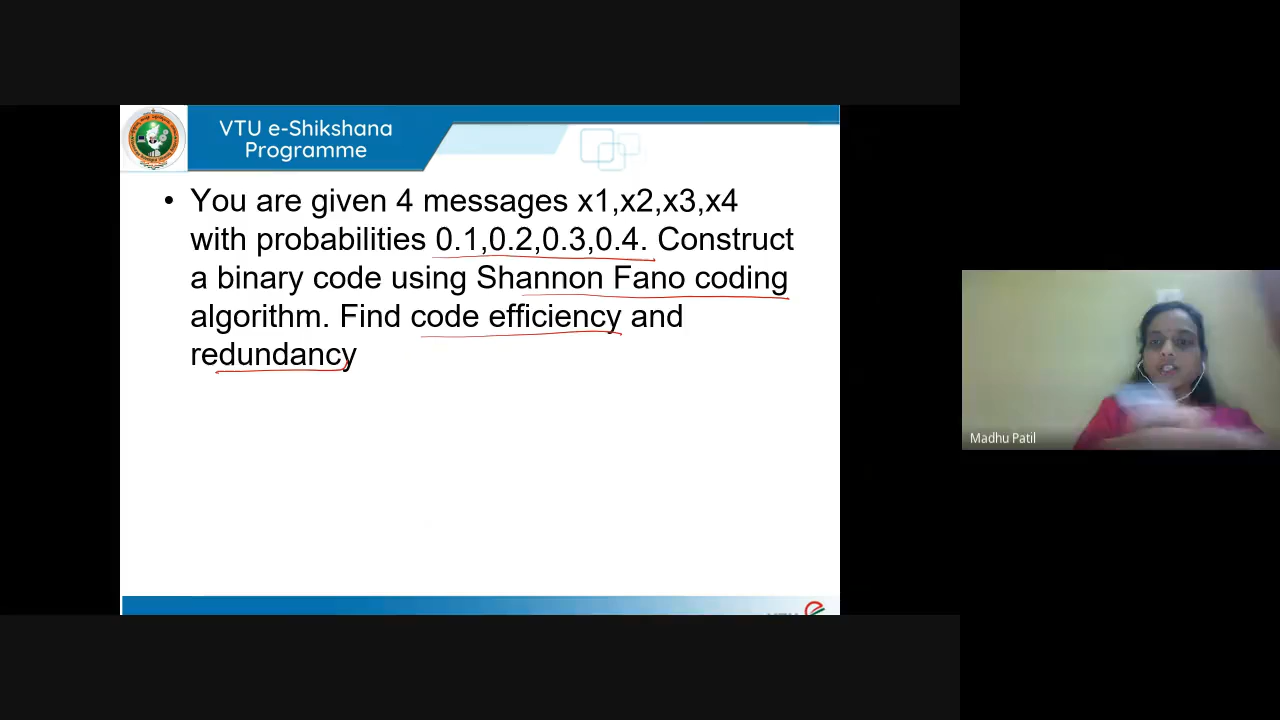 VTU e-Shikshana
Programme
• You are given 4 messages x1,x2,x3,x4
with probabilities 0.1,0.2,0.3,0.4. Construct
a binary code using Shannon Fano coding
algorithm. Find code efficiency and
redundancy
Madhu Patil